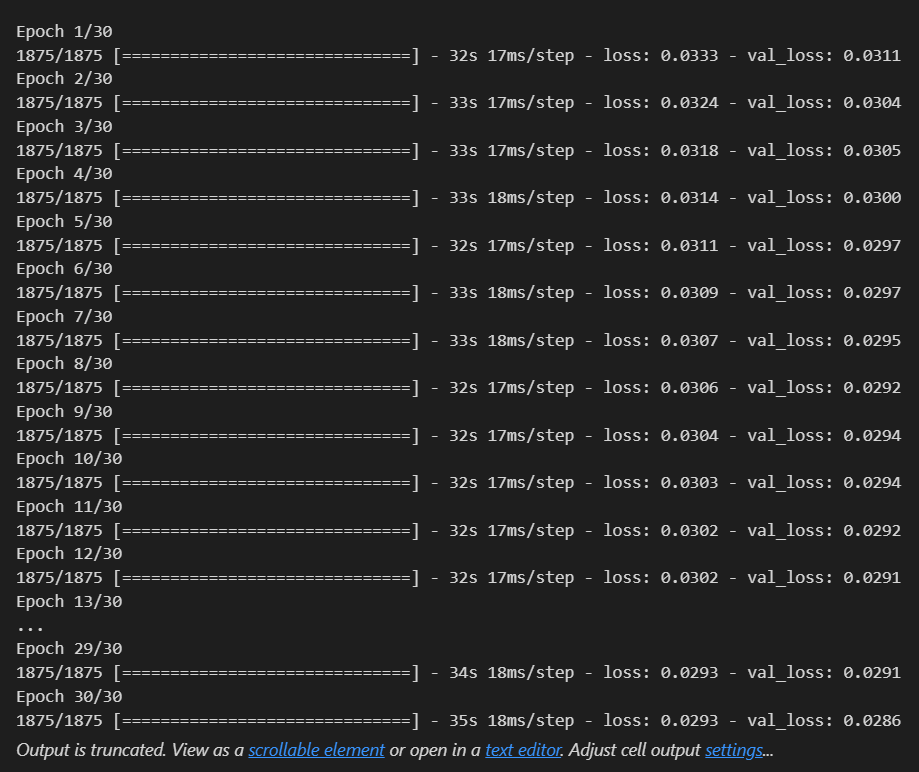 Epoch 1/30
1875/1875 [==============================] - 32s 17ms/step - loss: 0.0333 - val_loss: 0.0311
Epoch 2/30
1875/1875 [==============================] - 33s 17ms/step - loss: 0.0324 - val_loss: 0.0304
Epoch 3/30
1875/1875 [==============================] - 33s 17ms/step - loss: 0.0318 - val_loss: 0.0305
Epoch 4/30
1875/1875 [==============================] - 33s 18ms/step - loss: 0.0314 - val_loss: 0.0300
Epoch 5/30
1875/1875 [==============================] - 32s 17ms/step - loss: 0.0311 - val_loss: 0.0297
Epoch 6/30
1875/1875 [==============================] - 33s 18ms/step - loss: 0.0309 - val_loss: 0.0297
Epoch 7/30
1875/1875 [==============================] - 33s 18ms/step - loss: 0.0307 - val_loss: 0.0295
Epoch 8/30
1875/1875 [==============================] - 32s 17ms/step - loss: 0.0306 - val_loss: 0.0292
Epoch 9/30
1875/1875 [==============================] - 32s 17ms/step - loss: 0.0304 - val_loss: 0.0294
Epoch 10/30
1875/1875 [==============================] - 32s 17ms/step - loss: 0.0303 - val_loss: 0.0294
Epoch 11/30
1875/1875 [==============================] - 32s 17ms/step - loss: 0.0302 - val_loss: 0.0292
Epoch 12/30
1875/1875 [==============================] - 32s 17ms/step - loss: 0.0302 - val_loss: 0.0291
Epoch 13/30
...
Epoch 29/30
1875/1875 [==============================] - 34s 18ms/step - loss: 0.0293 - val_loss: 0.0291
Epoch 30/30
1875/1875 [==============================] - 35s 18ms/step - loss: 0.0293 - val_loss: 0.0286
Output is truncated. View as a scrollable element or open in a text editor. Adjust cell output settings...